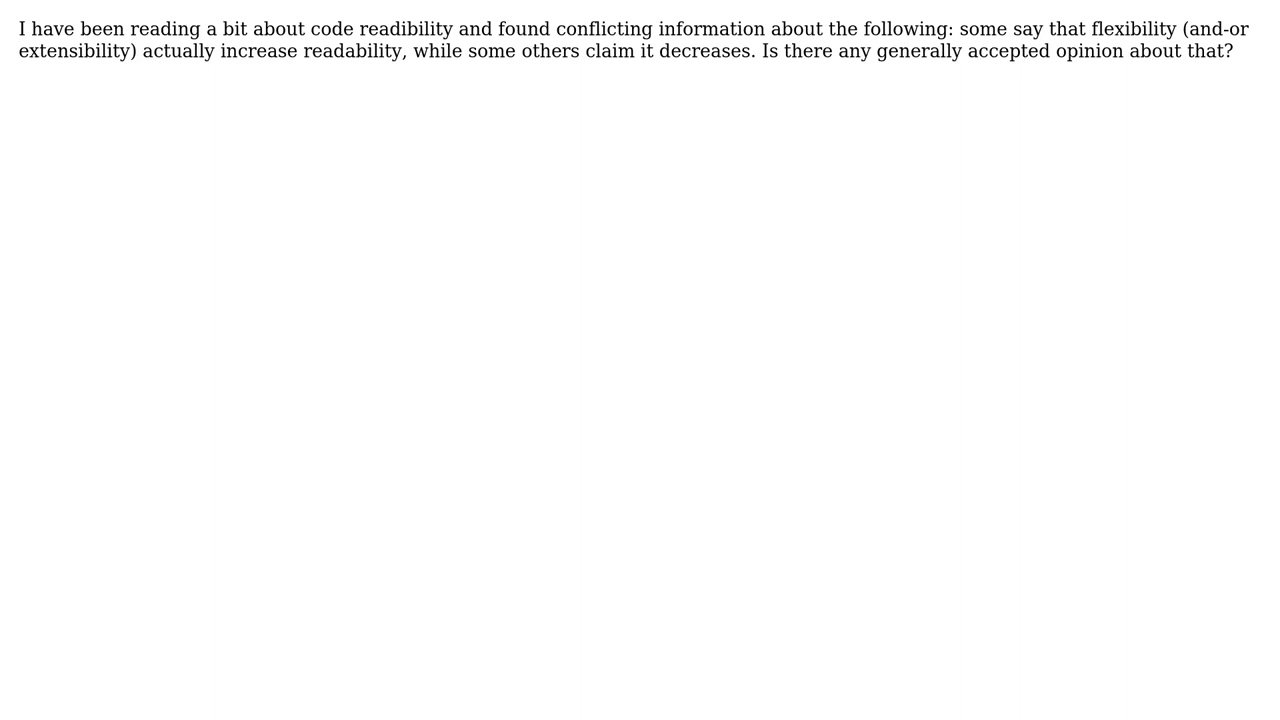 I have been reading a bit about code readibility and found conflicting information about the following: some say that flexibility (and-or
extensibility) actually increase readability, while some others claim it decreases. Is there any generally accepted opinion about that?